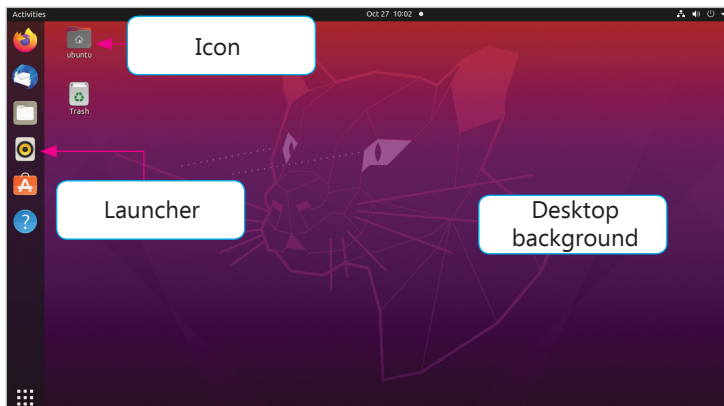 Activities
Oct 27 10:02
ubuntu
Icon
Trash
Launcher
Desktop
background